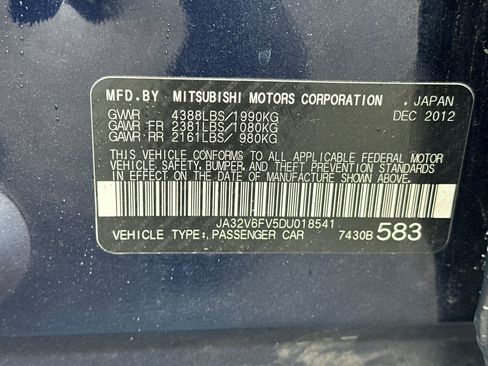 MFD.BY MITSUBISHI MOTORS CORPORATION , JAPAN
GVWR 4388LBS/1990KG DEC 2012
GAWR FR 2381LBS/1080KG
GAWR RR 2161LBS/ 980KG
THIS VEHICLE CONFORMS TO ALL APPLICABLE FEDERAL MOTOR
VEHICLE SAFETY, BUMPER, AND THEFT PREVENTION STANDARDS
IN EFFECT ON THE DATE OF MANUFACTURE SHOWN ABOVE.
JA32V6FV5DU018541
VEHICLE TYPE: PASSENGER CAR 7430B 583